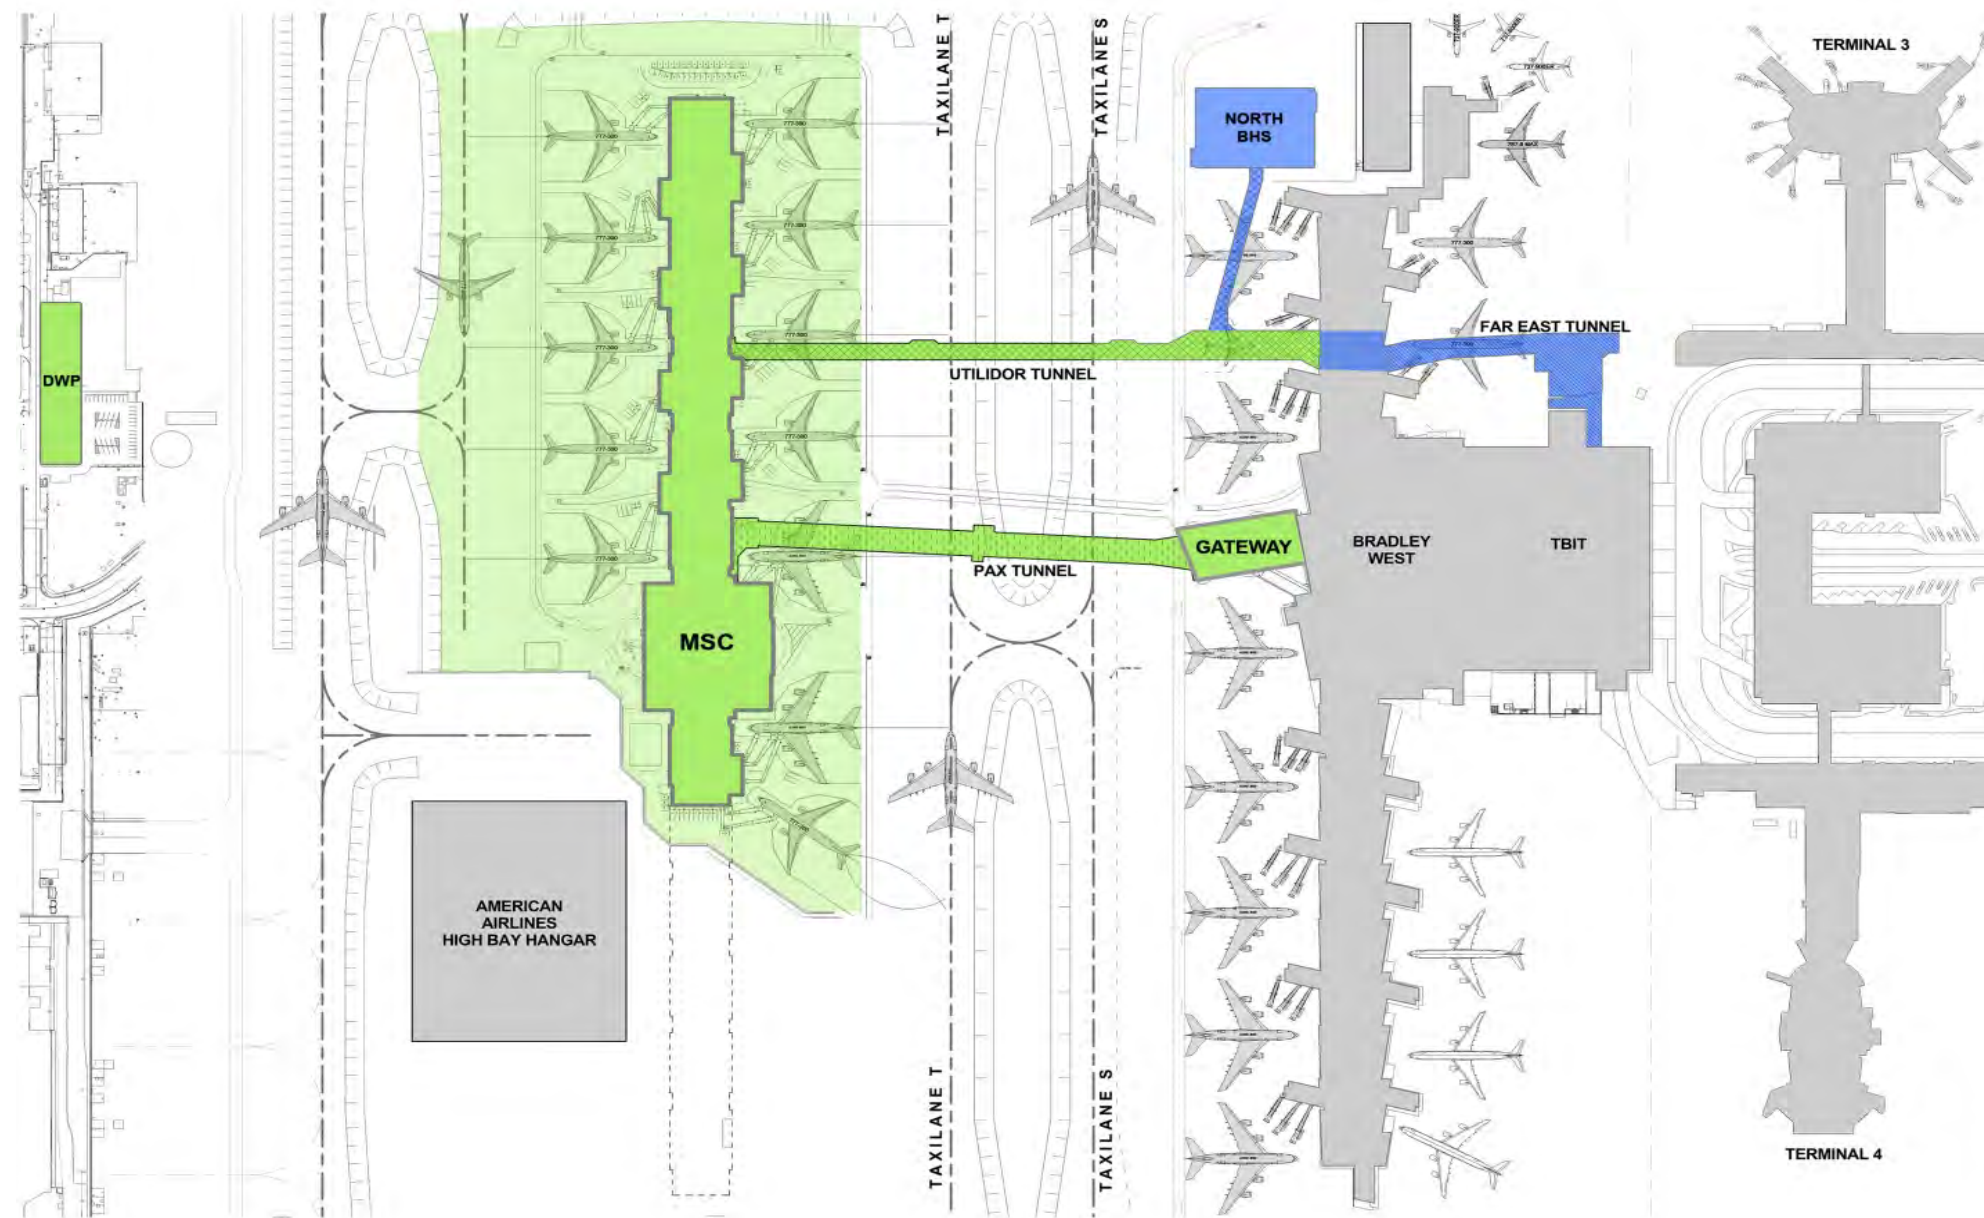 TERMINAL 3
TAXILANE T
TAXILANE S
NORTH
BHS
FAR EAST TUNNEL
DWP
UTILIDOR TUNNEL
GATEWAY
BRADLEY
WEST
TBIT
PAX TUNNEL
MSC
AMERICAN
AIRLINES
HIGH BAY HANGAR
TAXILANE T
TAXILANE S
TERMINAL 4